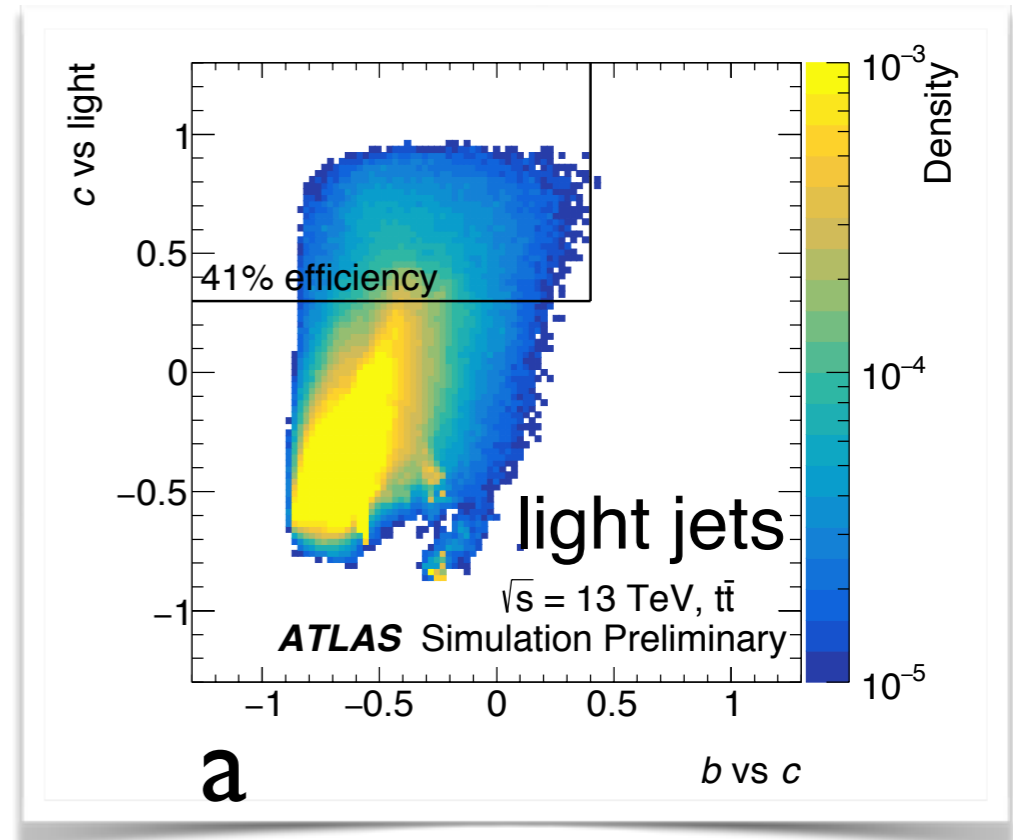 c vs light
10⁻³
Density
1
0.5
41% efficiency
0
10⁻⁴
−0.5
light jets
√s = 13 TeV, tt̄
−1
ATLAS Simulation Preliminary
10⁻⁵
−1 −0.5 0 0.5 1
a
b vs c